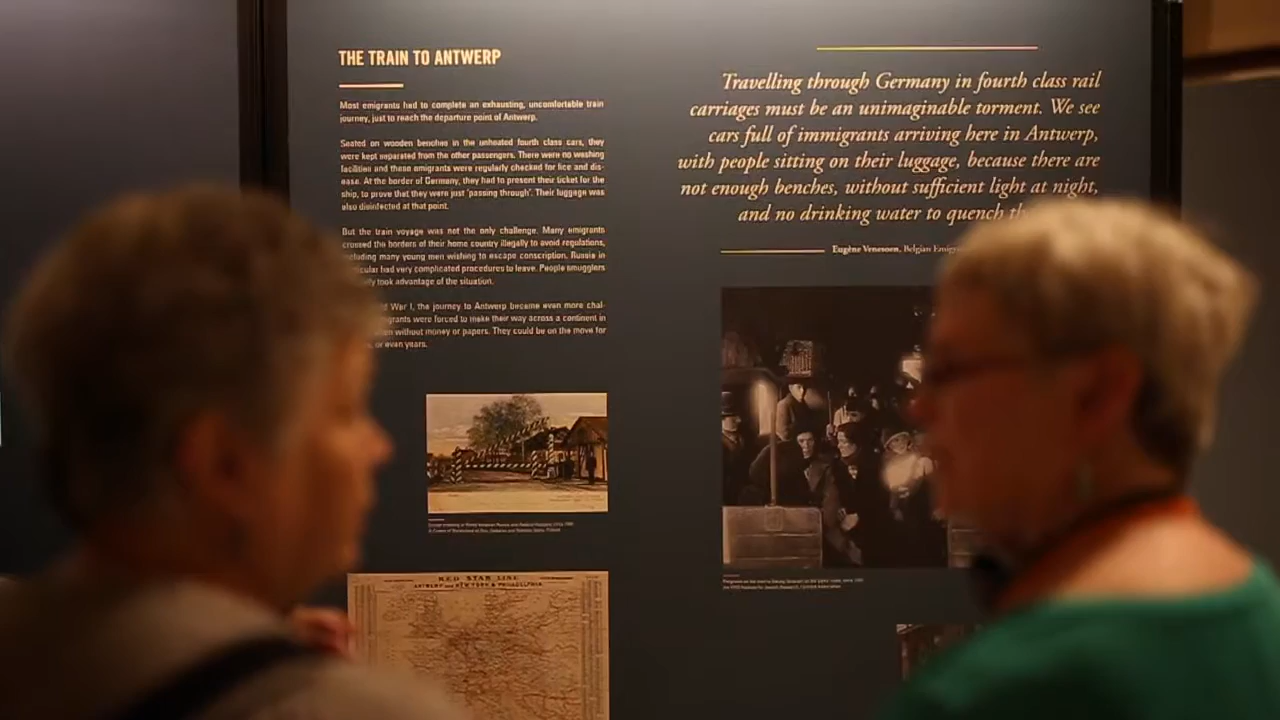 THE TRAIN TO ANTWERP
Most emigrants had to complete an exhausting, uncomfortable train
journey, just to reach the departure point of Antwerp.
Seated on wooden benches in the unheated fourth class cars, they
were kept separated from the other passengers. There were no washing
facilities and these emigrants were regularly checked for lice and dis-
ease. At the border of Germany, they had to present their ticket for the
ship, to prove that they were just 'passing through'. Their luggage was
also disinfected at that point.
But the train voyage was not the only challenge. Many emigrants
crossed the borders of their home country illegally to avoid regulations,
including many young men wishing to escape conscription. Russia in
cular had very complicated procedures to leave. People smugglers
ly took advantage of the situation.
War I, the journey to Antwerp became even more chal-
grants were forced to make their way across a continent in
without money or papers. They could be on the move for
or even years.
Travelling through Germany in fourth class rail
carriages must be an unimaginable torment. We see
cars full of immigrants arriving here in Antwerp,
with people sitting on their luggage, because there are
not enough benches, without sufficient light at night,
and no drinking water to quench
Eugène Venesoen, Belgian
RED STAR LINE
ANTWERP and NEW YORK & PHILADELPHIA